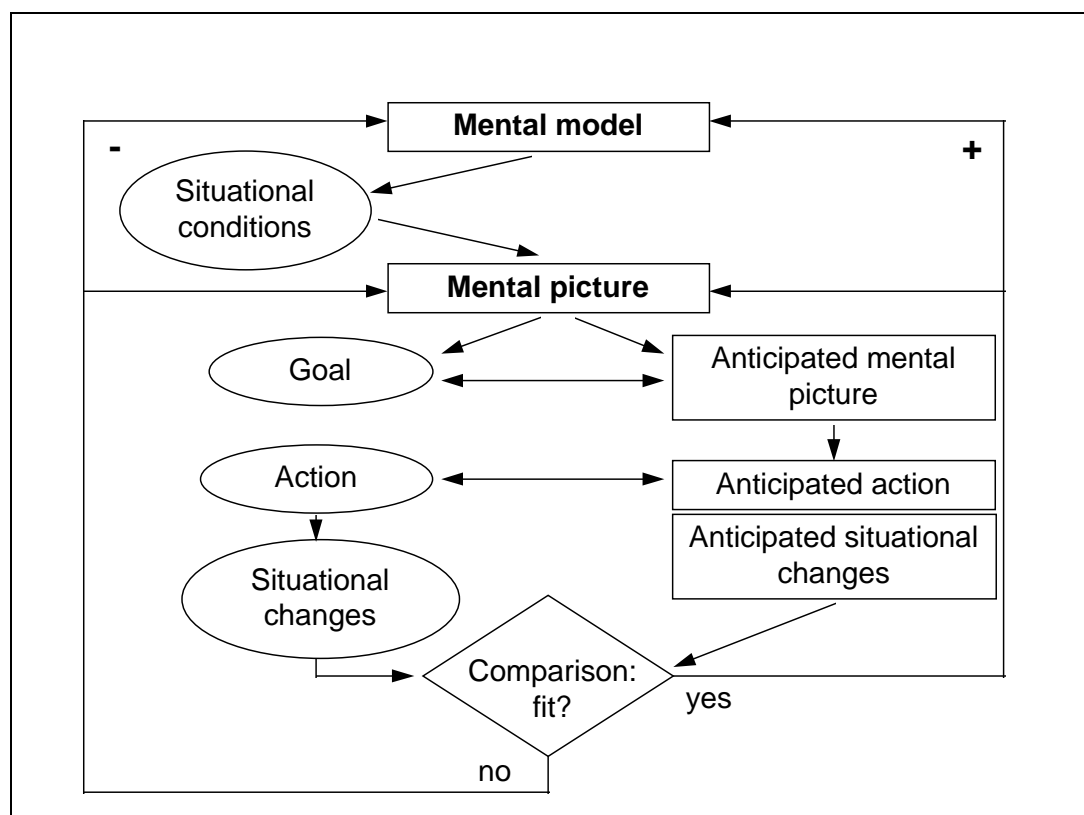 Mental model
-
+
Situational
conditions
Mental picture
Goal
Anticipated mental
picture
Action
Anticipated action
Anticipated situational
changes
Situational
changes
Comparison:
fit?
yes
no